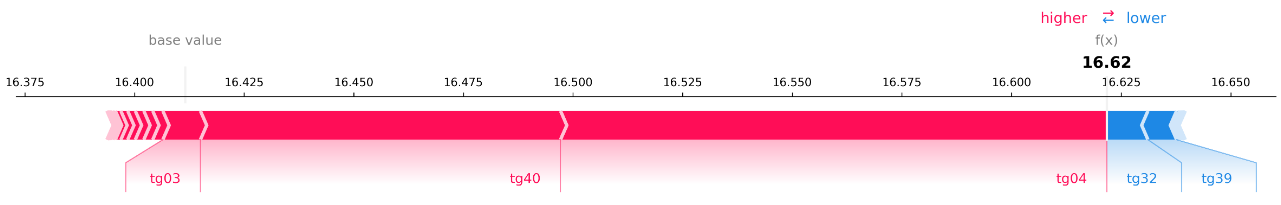 higher ⇄ lower
base value f(x)
16.62
16.375 16.400 16.425 16.450 16.475 16.500 16.525 16.550 16.575 16.600 16.625 16.650
tg03 tg40 tg04 tg32 tg39